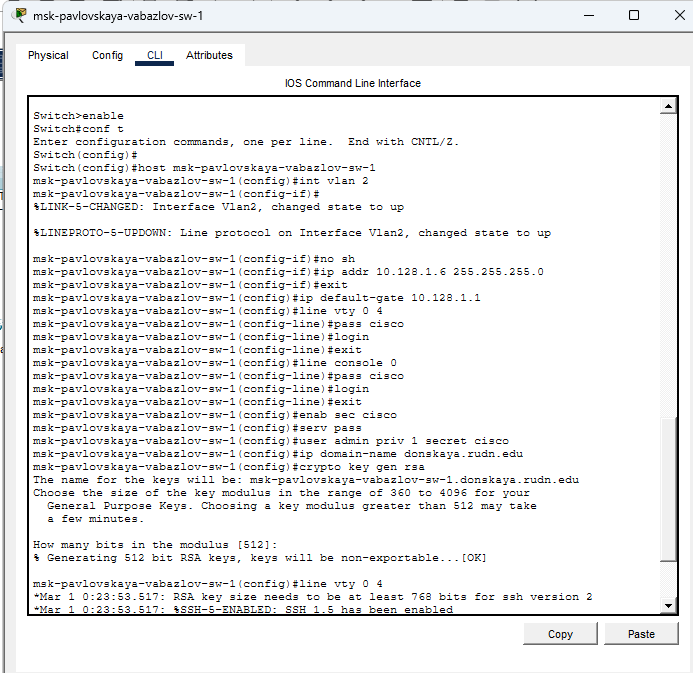 msk-pavlovskaya-vabazlov-sw-1
Physical Config CLI Attributes
IOS Command Line Interface
Switch>enable
Switch#conf t
Enter configuration commands, one per line.  End with CNTL/Z.
Switch(config)#
Switch(config)#host msk-pavlovskaya-vabazlov-sw-1
msk-pavlovskaya-vabazlov-sw-1(config)#int vlan 2
msk-pavlovskaya-vabazlov-sw-1(config-if)#
%LINK-5-CHANGED: Interface Vlan2, changed state to up
%LINEPROTO-5-UPDOWN: Line protocol on Interface Vlan2, changed state to up
msk-pavlovskaya-vabazlov-sw-1(config-if)#no sh
msk-pavlovskaya-vabazlov-sw-1(config-if)#ip addr 10.128.1.6 255.255.255.0
msk-pavlovskaya-vabazlov-sw-1(config-if)#exit
msk-pavlovskaya-vabazlov-sw-1(config)#ip default-gate 10.128.1.1
msk-pavlovskaya-vabazlov-sw-1(config)#line vty 0 4
msk-pavlovskaya-vabazlov-sw-1(config-line)#pass cisco
msk-pavlovskaya-vabazlov-sw-1(config-line)#login
msk-pavlovskaya-vabazlov-sw-1(config-line)#exit
msk-pavlovskaya-vabazlov-sw-1(config)#line console 0
msk-pavlovskaya-vabazlov-sw-1(config-line)#pass cisco
msk-pavlovskaya-vabazlov-sw-1(config-line)#login
msk-pavlovskaya-vabazlov-sw-1(config-line)#exit
msk-pavlovskaya-vabazlov-sw-1(config)#enab sec cisco
msk-pavlovskaya-vabazlov-sw-1(config)#serv pass
msk-pavlovskaya-vabazlov-sw-1(config)#user admin priv 1 secret cisco
msk-pavlovskaya-vabazlov-sw-1(config)#ip domain-name donskaya.rudn.edu
msk-pavlovskaya-vabazlov-sw-1(config)#crypto key gen rsa
The name for the keys will be: msk-pavlovskaya-vabazlov-sw-1.donskaya.rudn.edu
Choose the size of the key modulus in the range of 360 to 4096 for your
General Purpose Keys. Choosing a key modulus greater than 512 may take
a few minutes.
How many bits in the modulus [512]:
% Generating 512 bit RSA keys, keys will be non-exportable...[OK]
msk-pavlovskaya-vabazlov-sw-1(config)#line vty 0 4
*Mar 1 0:23:53.517: RSA key size needs to be at least 768 bits for ssh version 2
*Mar 1 0:23:53.517: %SSH-5-ENABLED: SSH 1.5 has been enabled
Copy Paste